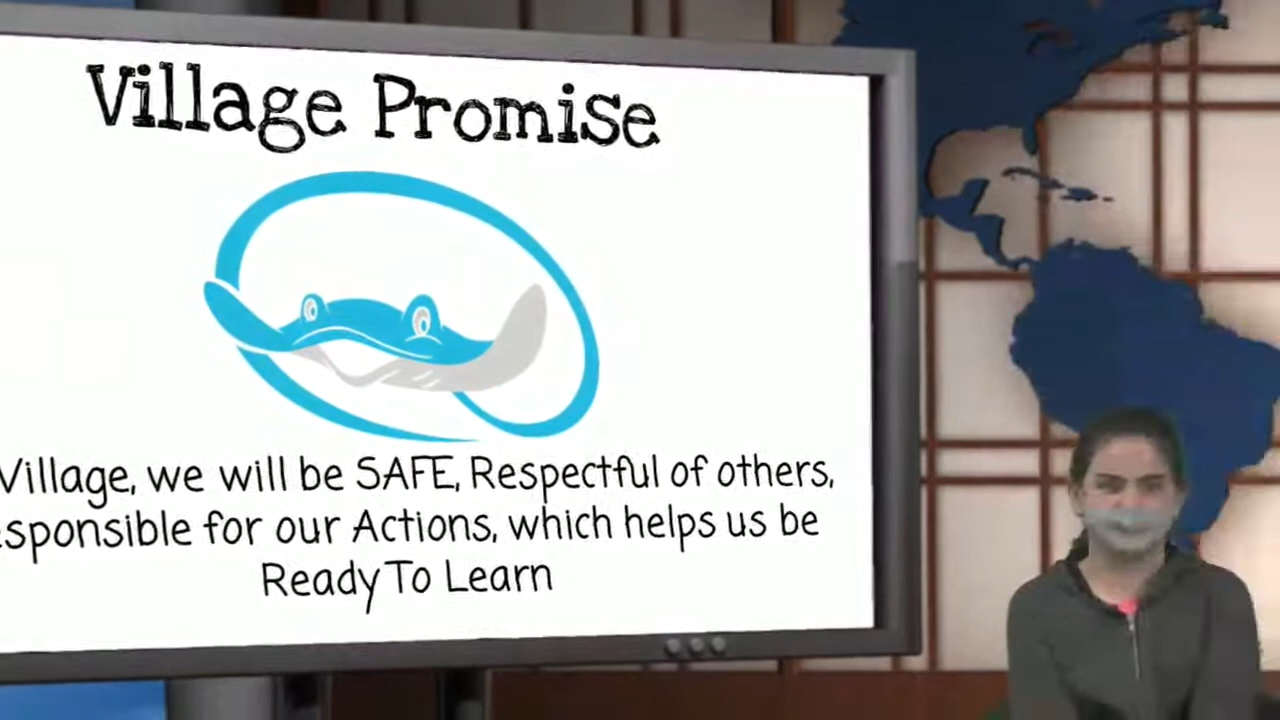 Village Promise
Village, we will be SAFE, Respectful of others,
esponsible for our Actions, which helps us be
Ready To Learn